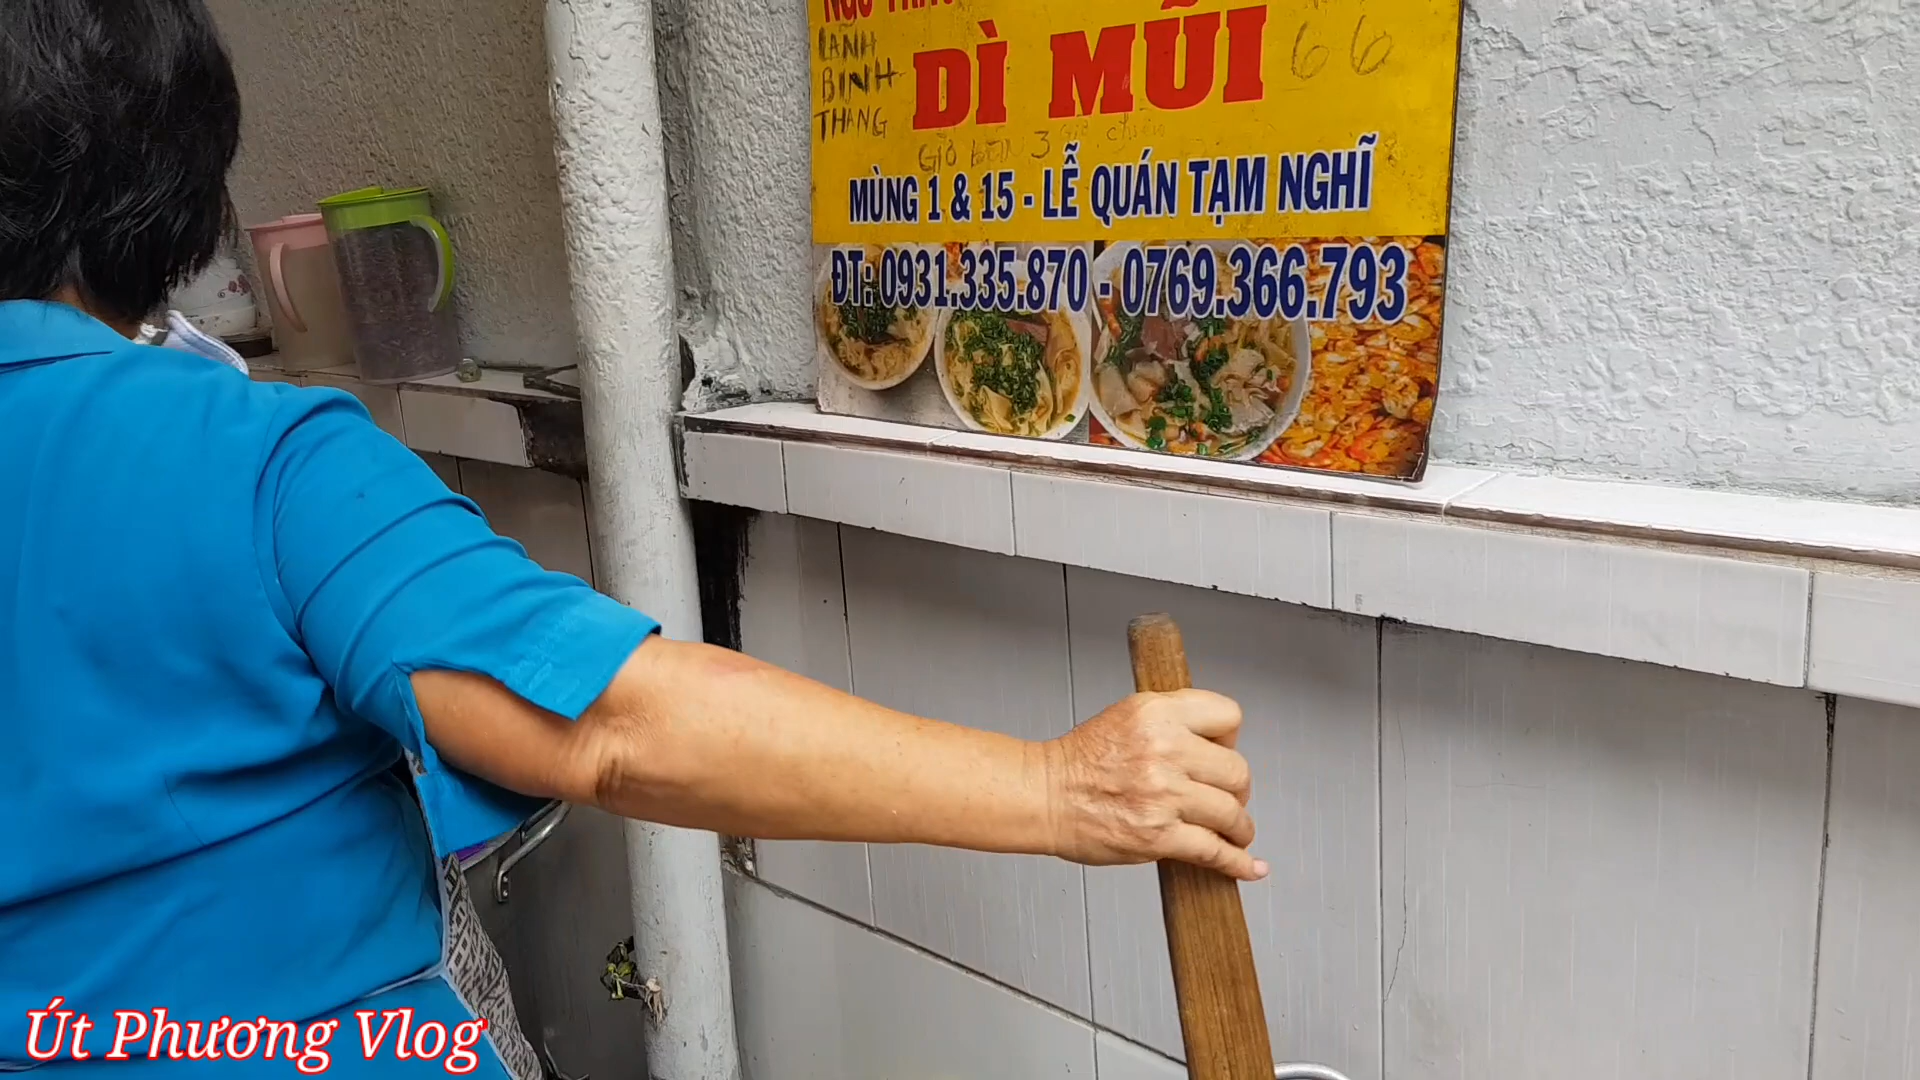 DÌ MŨI
66
LANH
BINH
THANG
MÙNG 1 & 15 - LỄ QUÁN TẠM NGHĨ
ĐT: 0931.335.870 - 0769.366.793
Út Phương Vlog